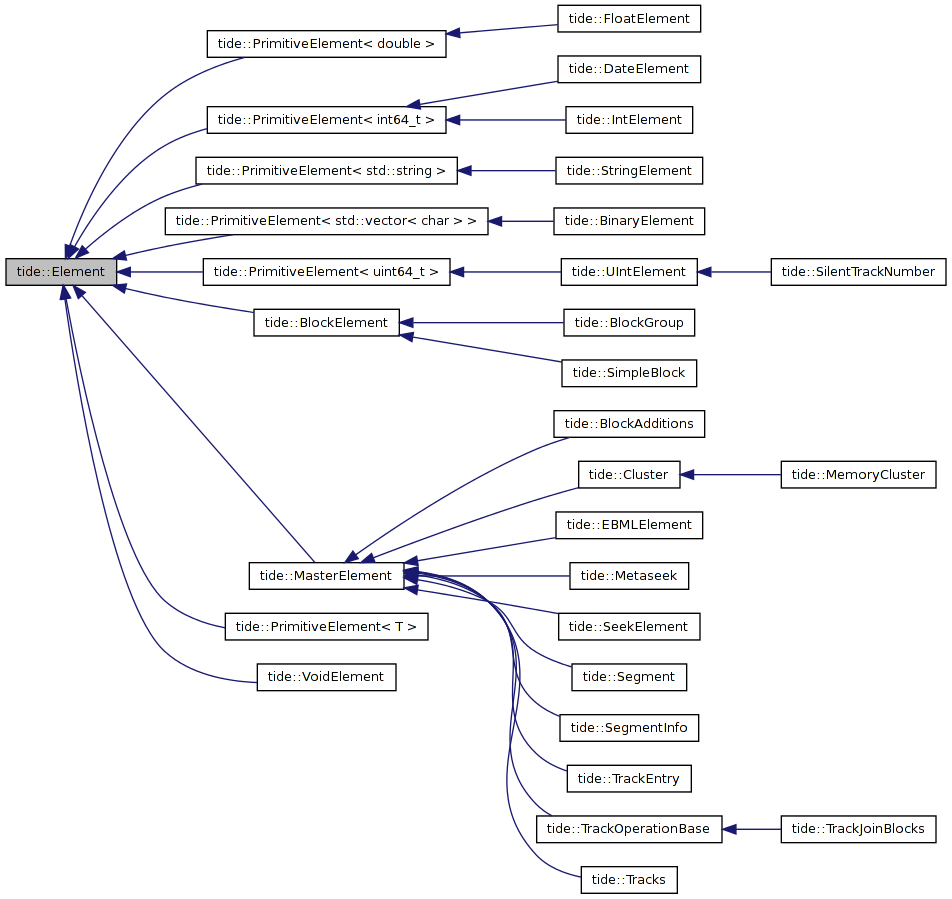 tide::FloatElement
tide::PrimitiveElement< double >
tide::DateElement
tide::PrimitiveElement< int64_t >
tide::IntElement
tide::PrimitiveElement< std::string >
tide::StringElement
tide::PrimitiveElement< std::vector< char > >
tide::BinaryElement
tide::Element
tide::PrimitiveElement< uint64_t >
tide::UIntElement
tide::SilentTrackNumber
tide::BlockElement
tide::BlockGroup
tide::SimpleBlock
tide::BlockAdditions
tide::Cluster
tide::MemoryCluster
tide::EBMLElement
tide::MasterElement
tide::Metaseek
tide::PrimitiveElement< T >
tide::SeekElement
tide::VoidElement
tide::Segment
tide::SegmentInfo
tide::TrackEntry
tide::TrackOperationBase
tide::TrackJoinBlocks
tide::Tracks